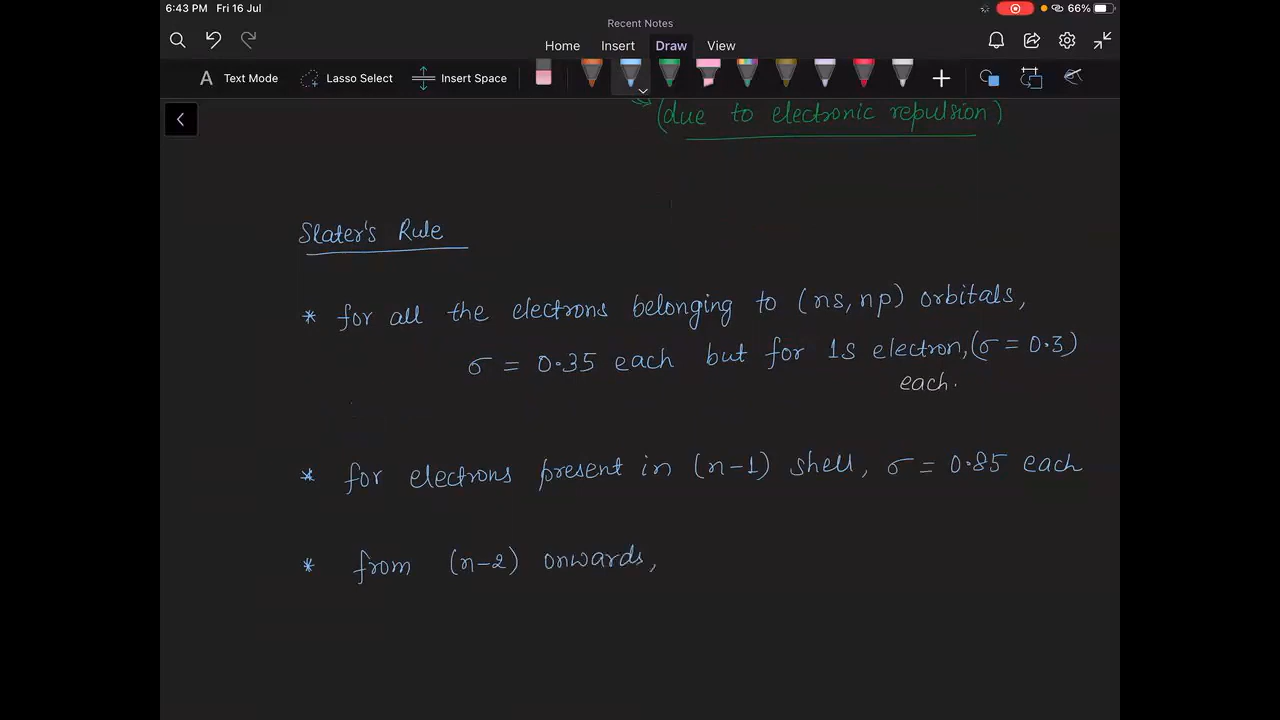 6:43 PM Fri 16 Jul
66%
Recent Notes
Home Insert Draw View
Text Mode Lasso Select Insert Space
(due to electronic repulsion)
Slater's Rule
* for all the electrons belonging to (ns, np) orbitals,
σ = 0.35 each but for 1s electron, (σ = 0.3)
each.
* for electrons present in (n-1) shell, σ = 0.85 each
* from (n-2) onwards,